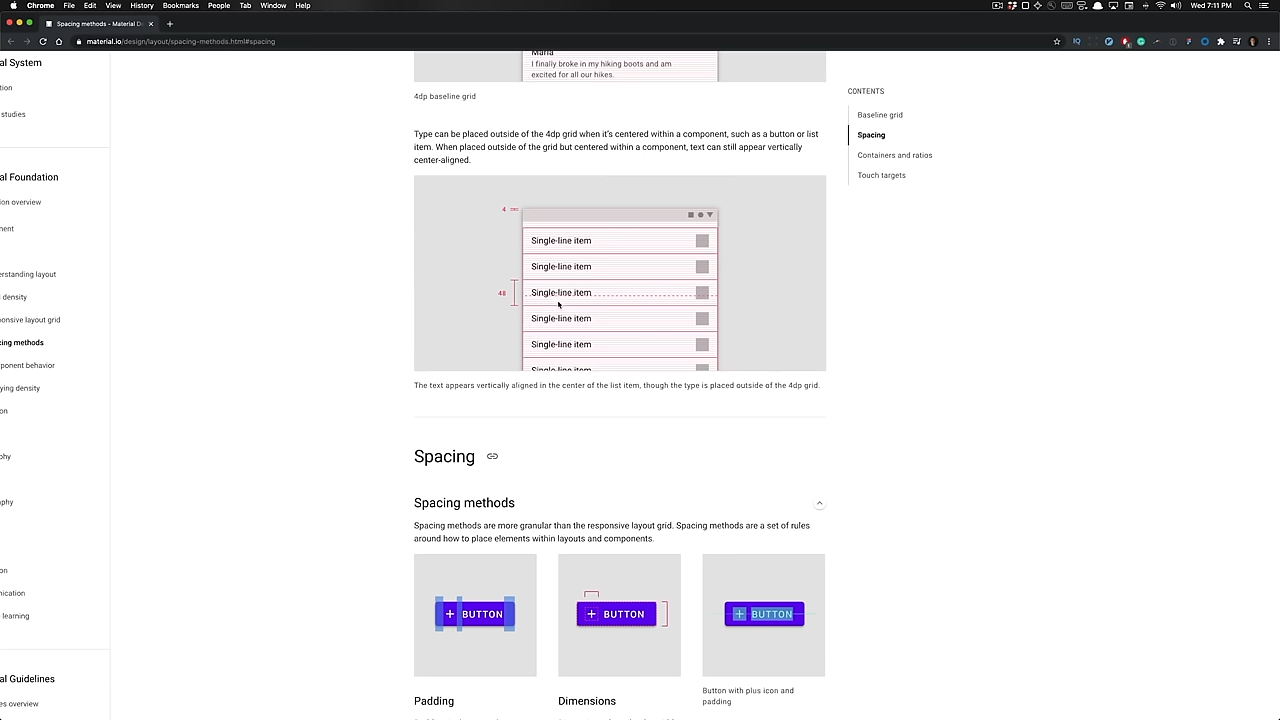 Chrome File Edit View History Bookmarks People Tab Window Help
Wed 7:11 PM
Spacing methods - Material D
material.io/design/layout/spacing-methods.html#spacing
al System
tion
studies
al Foundation
ion overview
ment
erstanding layout
density
onsive layout grid
cing methods
ponent behavior
ying density
on
phy
phy
on
nication
learning
al Guidelines
es overview
Maria
I finally broke in my hiking boots and am
excited for all our hikes.
4dp baseline grid
Type can be placed outside of the 4dp grid when it's centered within a component, such as a button or list
item. When placed outside of the grid but centered within a component, text can still appear vertically
center-aligned.
4
Single-line item
Single-line item
48
Single-line item
Single-line item
Single-line item
Single-line item
The text appears vertically aligned in the center of the list item, though the type is placed outside of the 4dp grid.
Spacing
Spacing methods
Spacing methods are more granular than the responsive layout grid. Spacing methods are a set of rules
around how to place elements within layouts and components.
+ BUTTON
+ BUTTON
+ BUTTON
Padding
Dimensions
Button with plus icon and
padding
CONTENTS
Baseline grid
Spacing
Containers and ratios
Touch targets